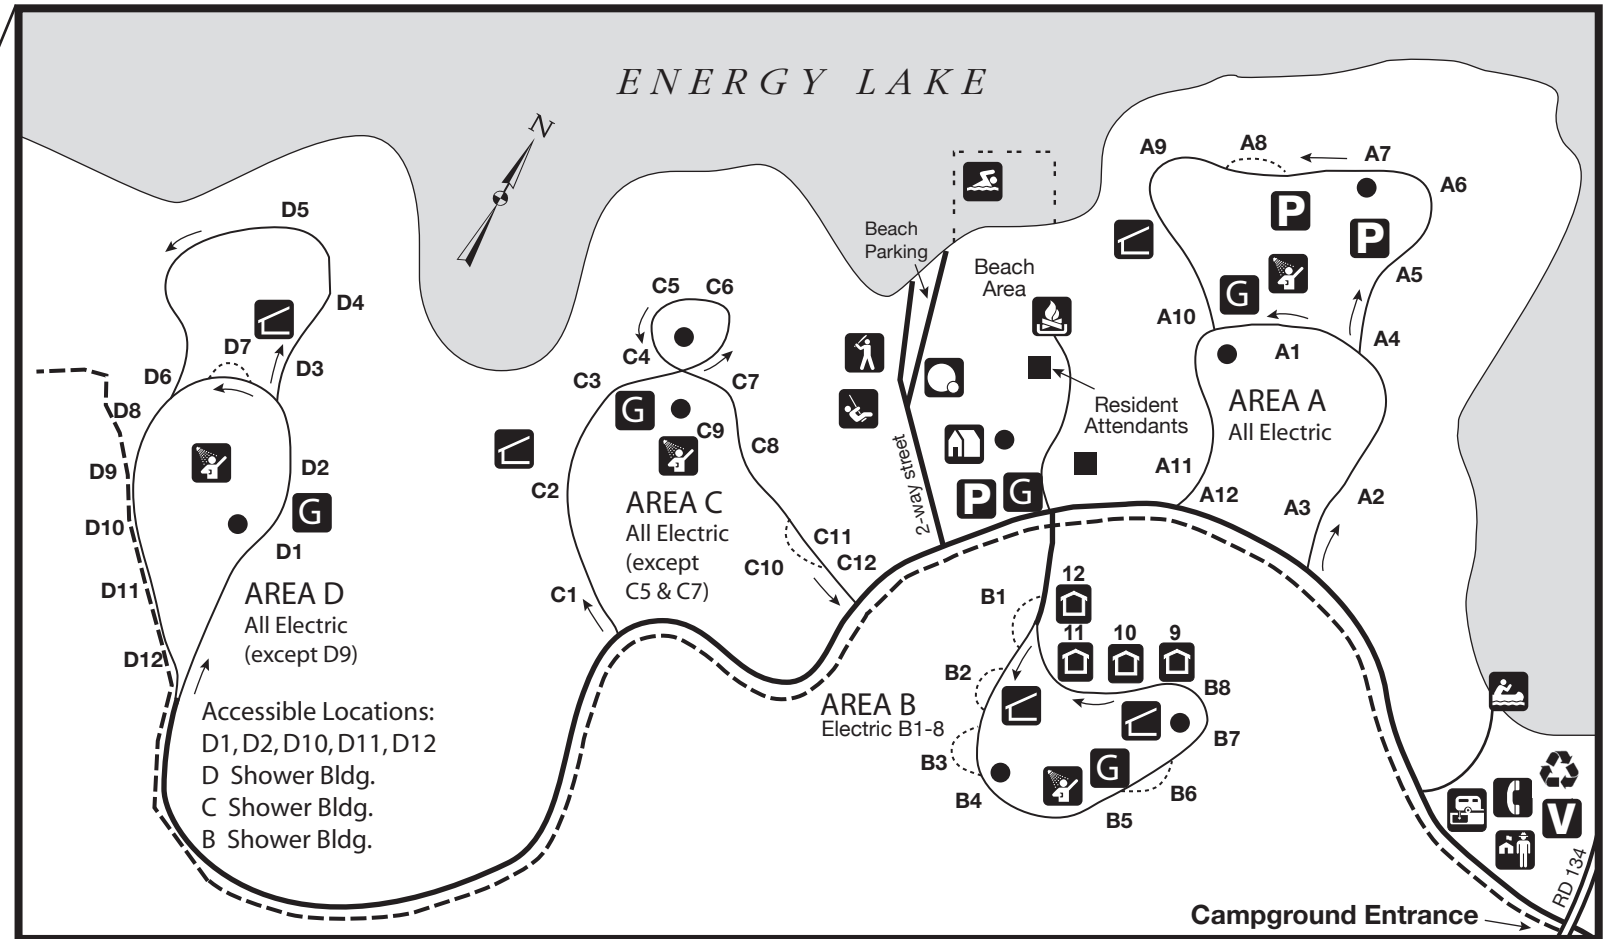 ENERGY LAKE
N
D5
D4
D7
D3
D6
D8
D9
D2
G
D10
D1
D11
D12
AREA D
All Electric
(except D9)
Accessible Locations:
D1, D2, D10, D11, D12
D Shower Bldg.
C Shower Bldg.
B Shower Bldg.
C5
C6
C4
C3
C7
G
C9
C8
C2
AREA C
All Electric
(except
C5 & C7)
C11
C10
C12
C1
Beach
Parking
Beach
Area
2-way street
P
G
Resident
Attendants
A9
A8
A7
A6
P
P
A5
G
A10
A4
A1
AREA A
All Electric
A11
A12
A3
A2
12
B1
11
10
9
B2
B8
AREA B
Electric B1-8
B7
B3
G
B6
B4
B5
V
RD 134
Campground Entrance